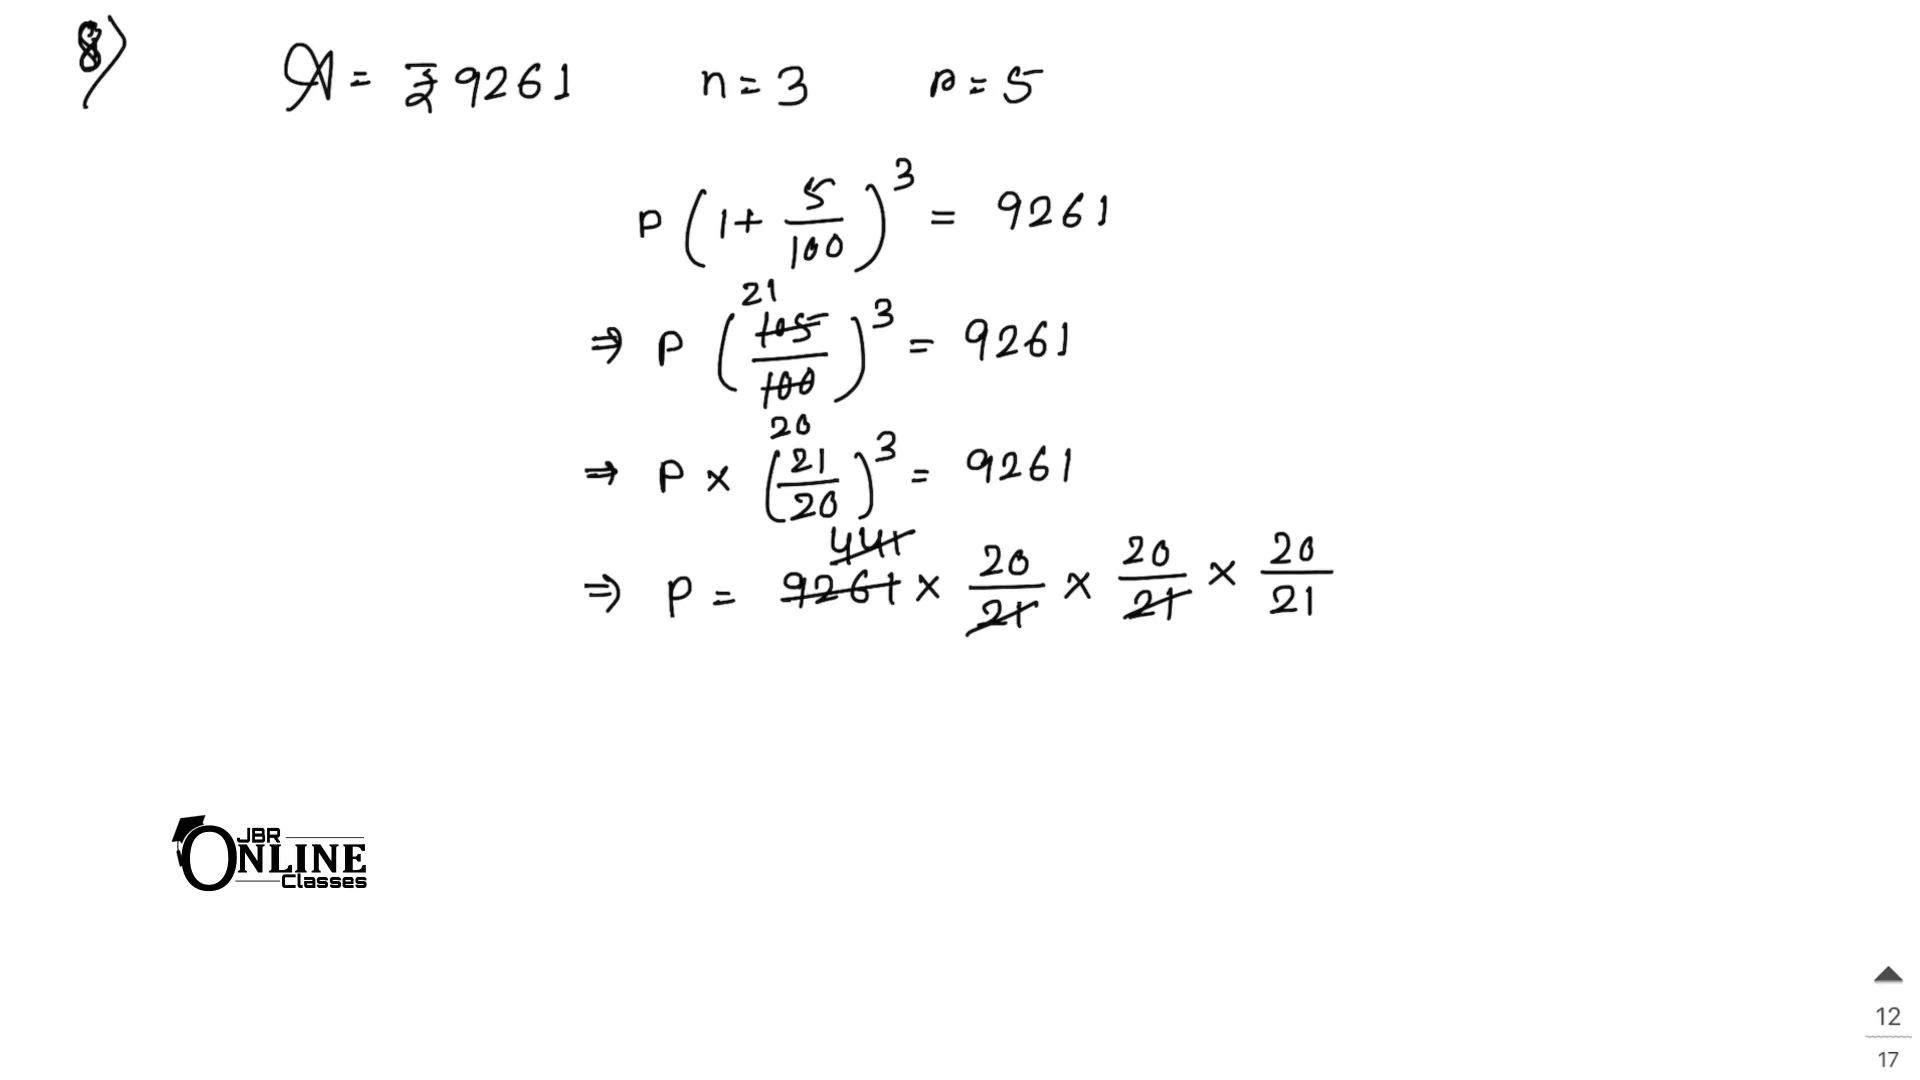 8)
A = ₹ 9261 n = 3 r = 5
P (1 + 5/100)^3 = 9261
21
⇒ P (105/100)^3 = 9261
20
⇒ P × (21/20)^3 = 9261
441
⇒ P = 9261 × 20/21 × 20/21 × 20/21
JBR
ONLINE
Classes
12
17